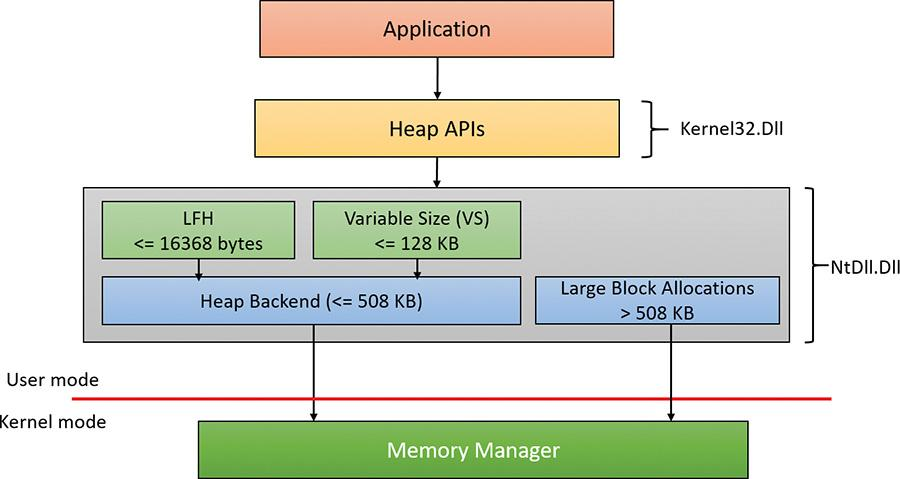 Application
Heap APIs
Kernel32.Dll
LFH
<= 16368 bytes
Variable Size (VS)
<= 128 KB
Heap Backend (<= 508 KB)
Large Block Allocations
> 508 KB
NtDll.Dll
User mode
Kernel mode
Memory Manager